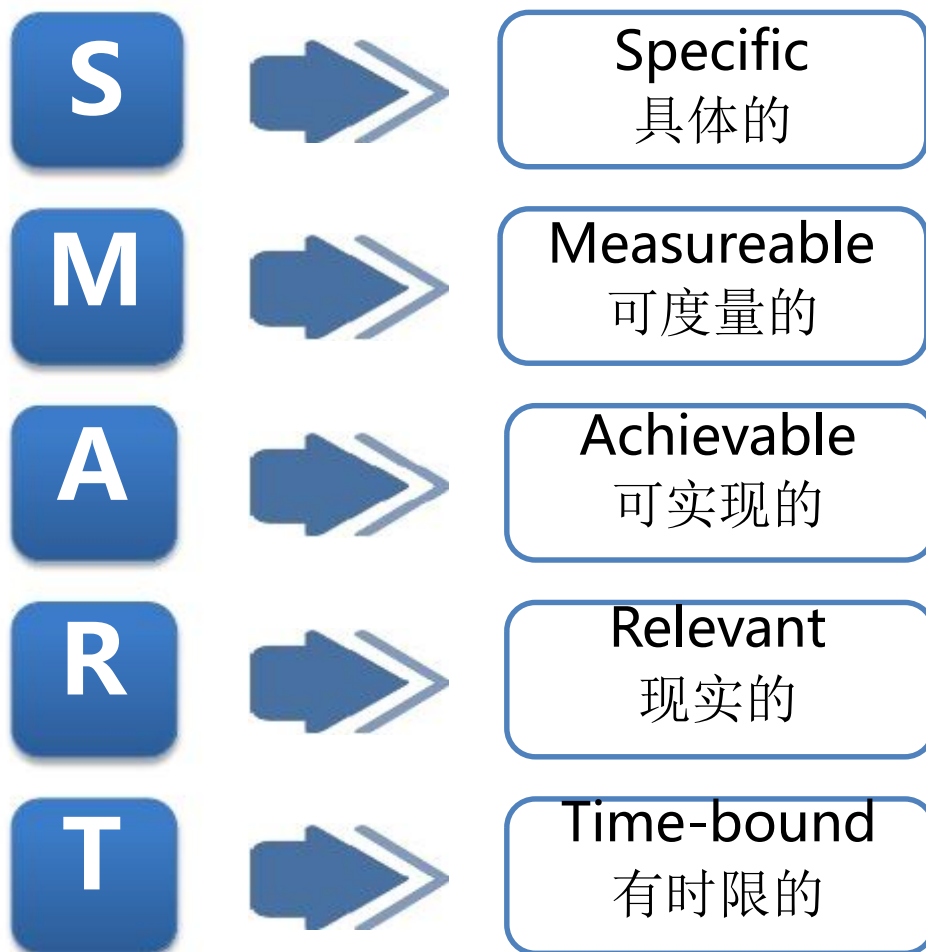 S
Specific
具体的
M
Measureable
可度量的
A
Achievable
可实现的
R
Relevant
现实的
T
Time-bound
有时限的